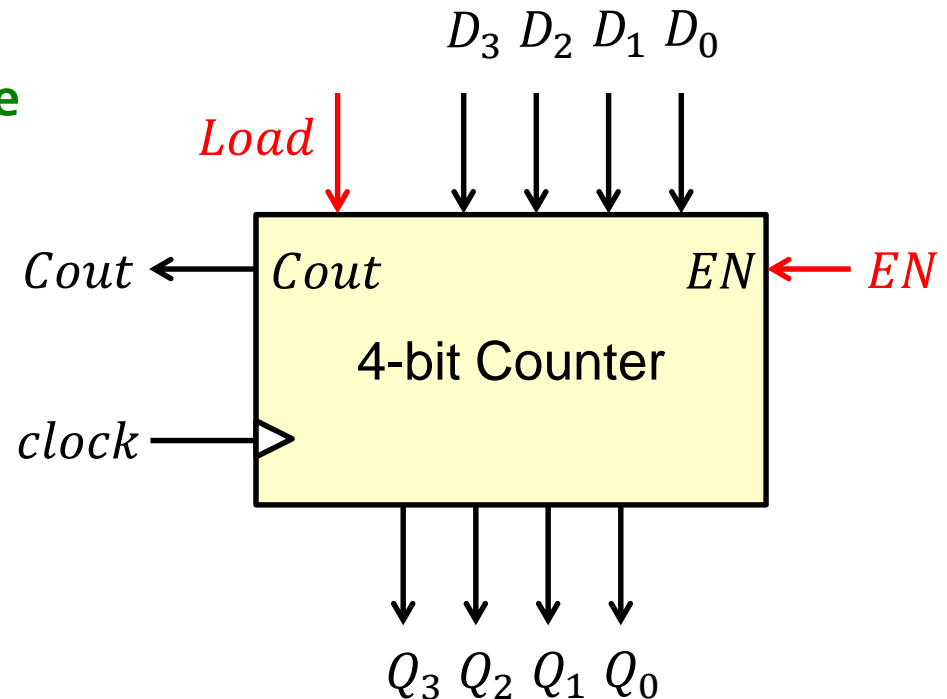 D₃ D₂ D₁ D₀
e
Load
Cout Cout EN EN
4-bit Counter
clock
Q₃ Q₂ Q₁ Q₀